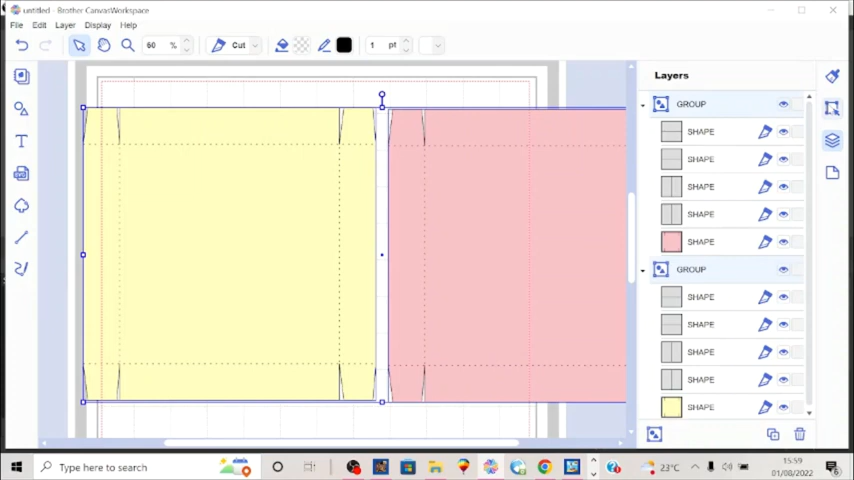 untitled - Brother CanvasWorkspace
File Edit Layer Display Help
60 % Cut 1 pt
Layers
GROUP
SHAPE
SHAPE
SHAPE
SHAPE
SHAPE
GROUP
SHAPE
SHAPE
SHAPE
SHAPE
SHAPE
Type here to search
23°C
15:59
01/08/2022
6